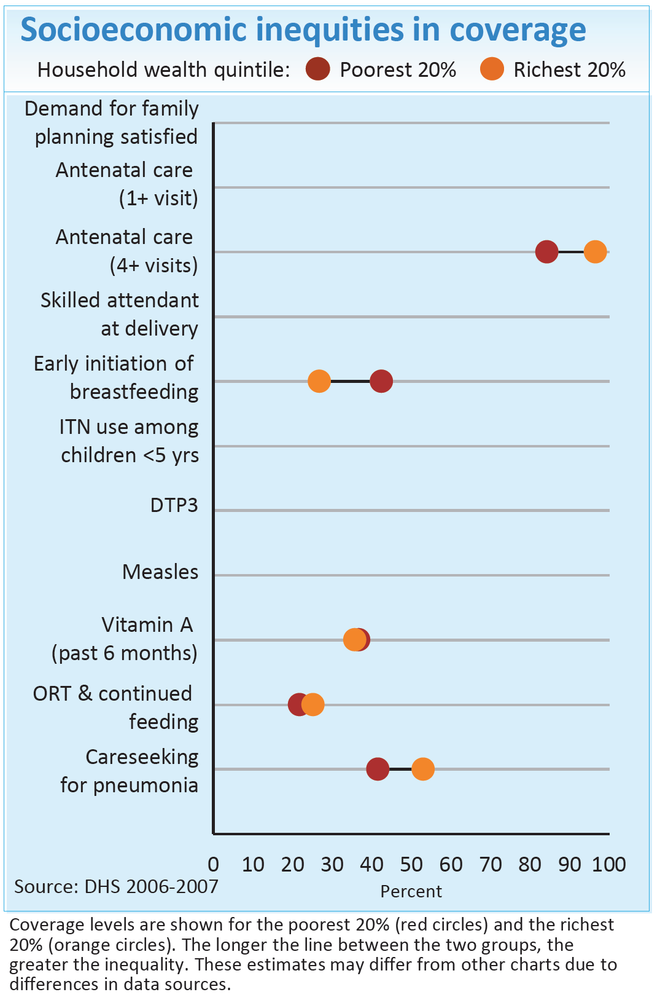 Socioeconomic inequities in coverage
Household wealth quintile: Poorest 20% Richest 20%
Demand for family
planning satisfied
Antenatal care
(1+ visit)
Antenatal care
(4+ visits)
Skilled attendant
at delivery
Early initiation of
breastfeeding
ITN use among
children <5 yrs
DTP3
Measles
Vitamin A
(past 6 months)
ORT & continued
feeding
Careseeking
for pneumonia
0 10 20 30 40 50 60 70 80 90 100
Source: DHS 2006-2007
Percent
Coverage levels are shown for the poorest 20% (red circles) and the richest
20% (orange circles). The longer the line between the two groups, the
greater the inequality. These estimates may differ from other charts due to
differences in data sources.